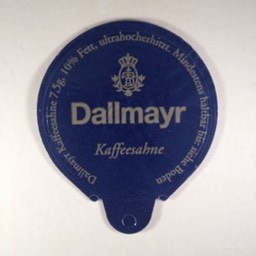 Dallmayr Kaffeesahne 7,5g, 10% Fett, ultrahocherhitzt. Mindestens haltbar bis: siehe Boden
Dallmayr
Kaffeesahne